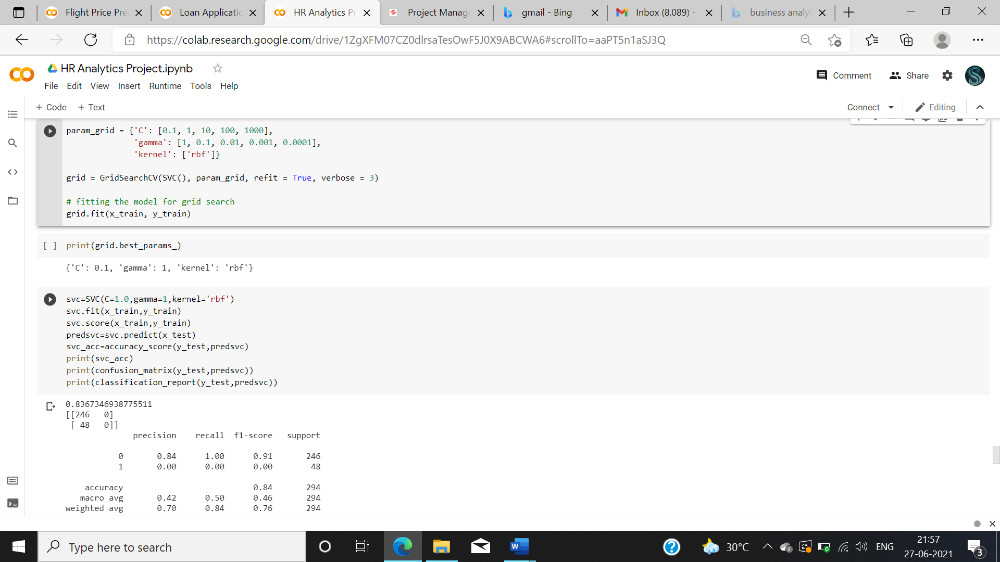 Flight Price Pre
Loan Applicatic
HR Analytics Pr
Project Manage
gmail - Bing
Inbox (8,089) -
business analyt
https://colab.research.google.com/drive/1ZgXFM07CZ0dlrsaTesOwF5J0X9ABCWA6#scrollTo=aaPT5n1aSJ3Q
HR Analytics Project.ipynb
File Edit View Insert Runtime Tools Help
Comment
Share
S
+ Code + Text
Connect
Editing
param_grid = {'C': [0.1, 1, 10, 100, 1000],
'gamma': [1, 0.1, 0.01, 0.001, 0.0001],
'kernel': ['rbf']}
grid = GridSearchCV(SVC(), param_grid, refit = True, verbose = 3)
# fitting the model for grid search
grid.fit(x_train, y_train)
[ ] print(grid.best_params_)
{'C': 0.1, 'gamma': 1, 'kernel': 'rbf'}
svc=SVC(C=1.0,gamma=1,kernel='rbf')
svc.fit(x_train,y_train)
svc.score(x_train,y_train)
predsvc=svc.predict(x_test)
svc_acc=accuracy_score(y_test,predsvc)
print(svc_acc)
print(confusion_matrix(y_test,predsvc))
print(classification_report(y_test,predsvc))
0.8367346938775511
[[246 0]
[ 48 0]]
precision recall f1-score support
0 0.84 1.00 0.91 246
1 0.00 0.00 0.00 48
accuracy 0.84 294
macro avg 0.42 0.50 0.46 294
weighted avg 0.70 0.84 0.76 294
Type here to search
W
30°C
ENG
21:57
27-06-2021
3